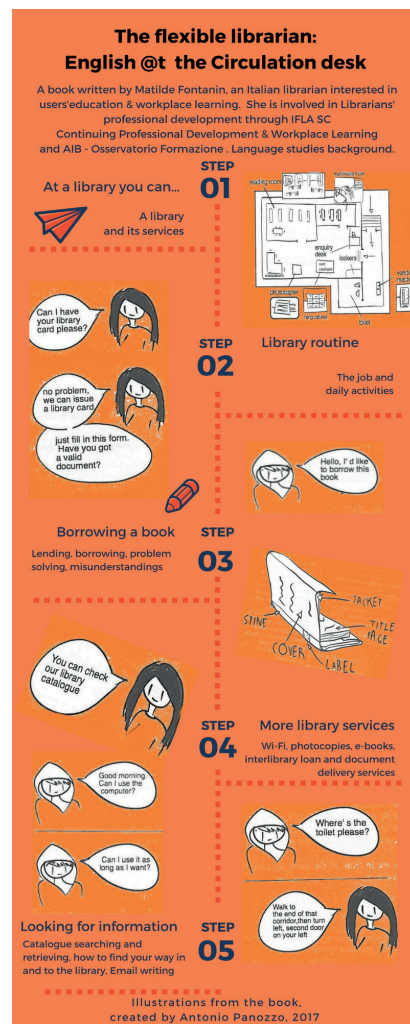 The flexible librarian:
English @t the Circulation desk
A book written by Matilde Fontanin, an Italian librarian interested in
users'education & workplace learning. She is involved in Librarians'
professional development through IFLA SC
Continuing Professional Development & Workplace Learning
and AIB - Osservatorio Formazione . Language studies background.
STEP
01
At a library you can...
A library
and its services
reading room
enquiry
desk
lockers
card
catalogue
photocopier
filing cabinet
toilet
Can I have
your library
card please?
no problem,
we can issue
a library card
just fill in this form.
Have you got
a valid
document?
STEP
02
Library routine
The job and
daily activities
Hello, I' d like
to borrow this
book
Borrowing a book
STEP
03
Lending, borrowing, problem
solving, misunderstandings
JACKET
TITLE
PAGE
SPINE
COVER
LABEL
You can check
our library
catalogue
STEP
04
More library services
Wi-Fi, photocopies, e-books,
interlibrary loan and document
delivery services
Good morning.
Can I use the
computer?
Can I use it as
long as I want?
Where' s the
toilet please?
Walk to
the end of that
corridor,then turn
left, second door
on your left
Looking for information
STEP
05
Catalogue searching and
retrieving, how to find your way in
and to the library, Email writing
Illustrations from the book,
created by Antonio Panozzo, 2017